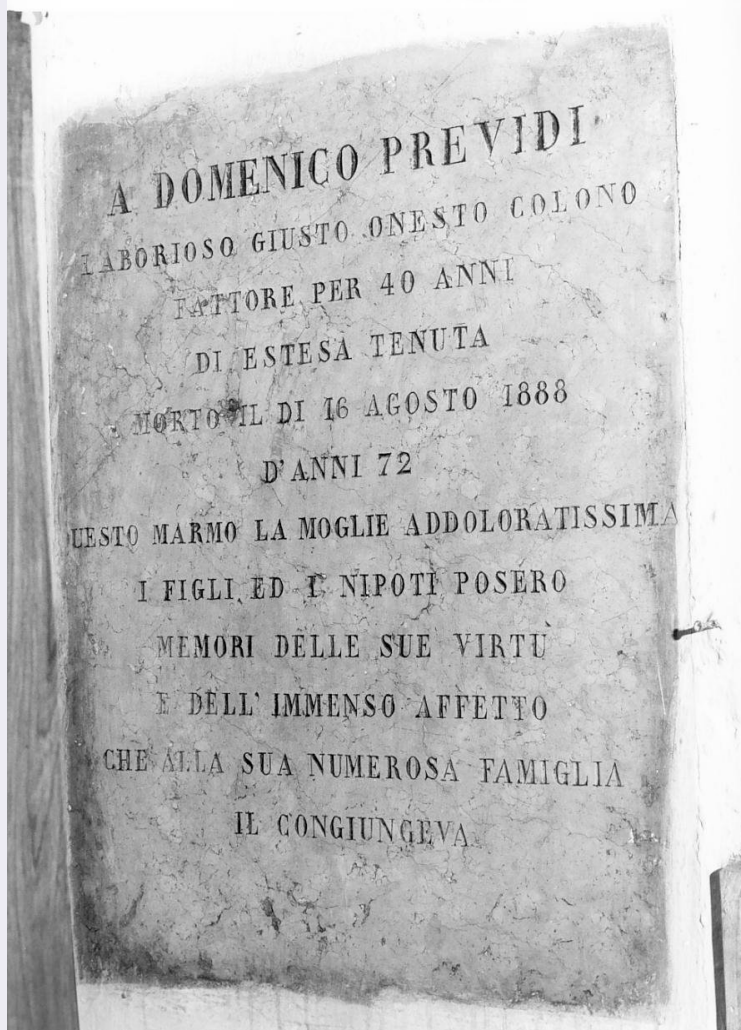 A DOMENICO PREVIDI
LABORIOSO GIUSTO ONESTO COLONO
FATTORE PER 40 ANNI
DI ESTESA TENUTA
MORTO IL DI 16 AGOSTO 1888
D'ANNI 72
QUESTO MARMO LA MOGLIE ADDOLORATISSIMA
I FIGLI ED I NIPOTI POSERO
MEMORI DELLE SUE VIRTÙ
E DELL' IMMENSO AFFETTO
CHE ALLA SUA NUMEROSA FAMIGLIA
IL CONGIUNGEVA